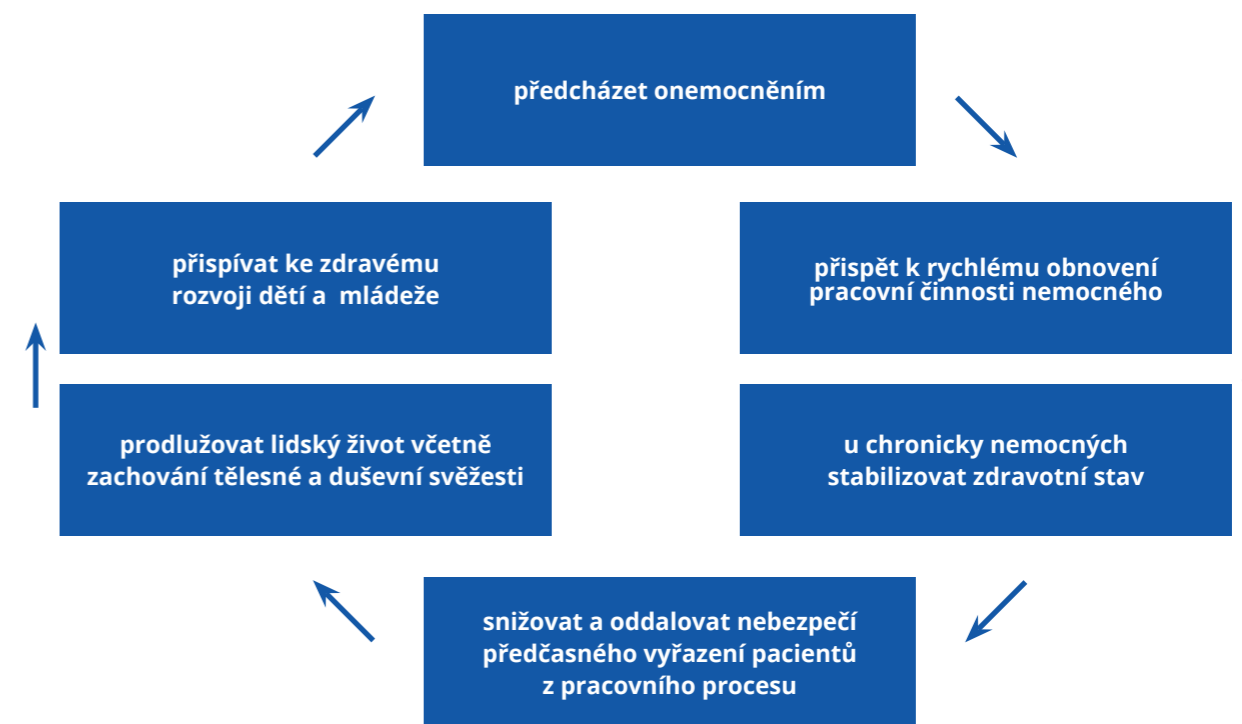 předcházet onemocněním
přispět k rychlému obnovení
pracovní činnosti nemocného
u chronicky nemocných
stabilizovat zdravotní stav
snižovat a oddalovat nebezpečí
předčasného vyřazení pacientů
z pracovního procesu
prodlužovat lidský život včetně
zachování tělesné a duševní svěžesti
přispívat ke zdravému
rozvoji dětí a  mládeže